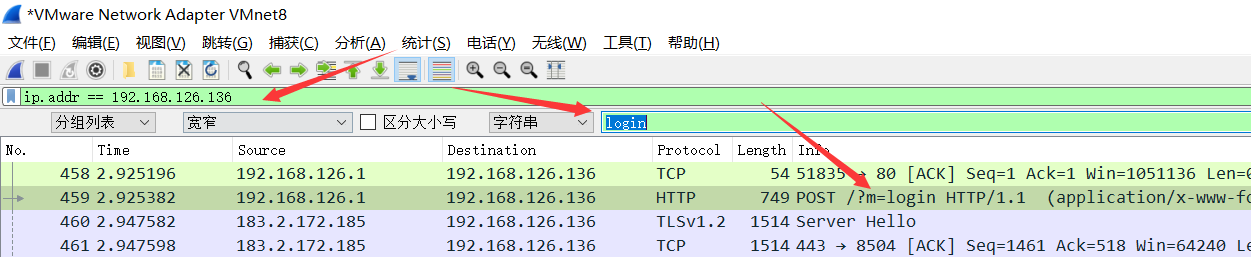 *VMware Network Adapter VMnet8
文件(F) 编辑(E) 视图(V) 跳转(G) 捕获(C) 分析(A) 统计(S) 电话(Y) 无线(W) 工具(T) 帮助(H)
ip.addr == 192.168.126.136
分组列表 宽窄 区分大小写 字符串 login
No. Time Source Destination Protocol Length Info
458 2.925196 192.168.126.1 192.168.126.136 TCP 54 51835 → 80 [ACK] Seq=1 Ack=1 Win=1051136 Len=0
459 2.925382 192.168.126.1 192.168.126.136 HTTP 749 POST /?m=login HTTP/1.1 (application/x-www-fo
460 2.947582 183.2.172.185 192.168.126.136 TLSv1.2 1514 Server Hello
461 2.947598 183.2.172.185 192.168.126.136 TCP 1514 443 → 8504 [ACK] Seq=1461 Ack=518 Win=64240 Len